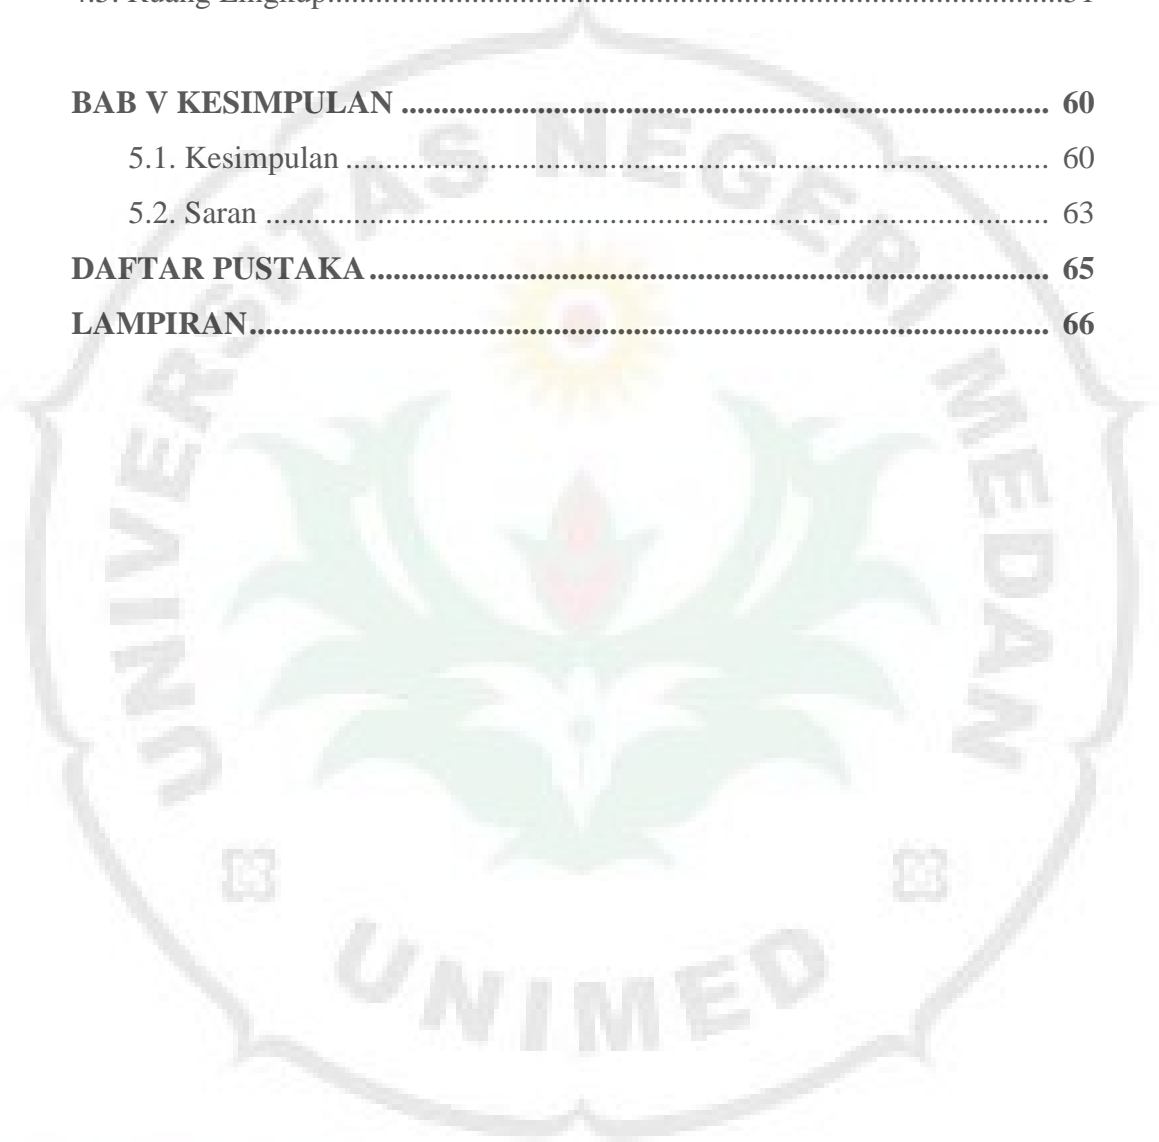 BAB V KESIMPULAN ........................................................................ 60
5.1. Kesimpulan ........................................................................ 60
5.2. Saran ........................................................................ 63
DAFTAR PUSTAKA ........................................................................ 65
LAMPIRAN ........................................................................ 66
UNIVERSITAS NEGERI MEDAN
UNIMED